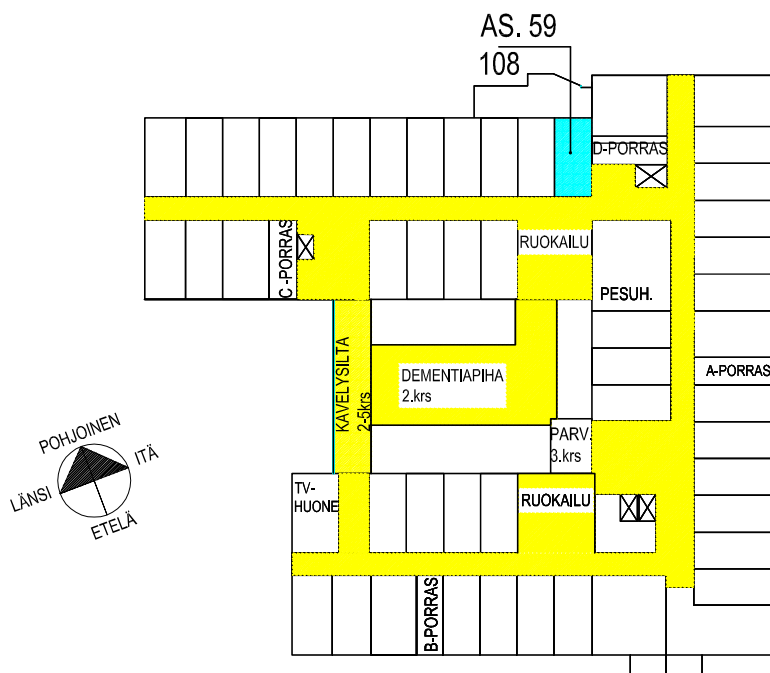 AS. 59
108
D-PORRAS
C-PORRAS
RUOKAILU
PESUH.
KÄVELYSILTA
2-5krs
DEMENTIAPIHA
2.krs
A-PORRAS
PARV.
3.krs
POHJOINEN
ITÄ
LÄNSI
ETELÄ
TV-
HUONE
RUOKAILU
B-PORRAS